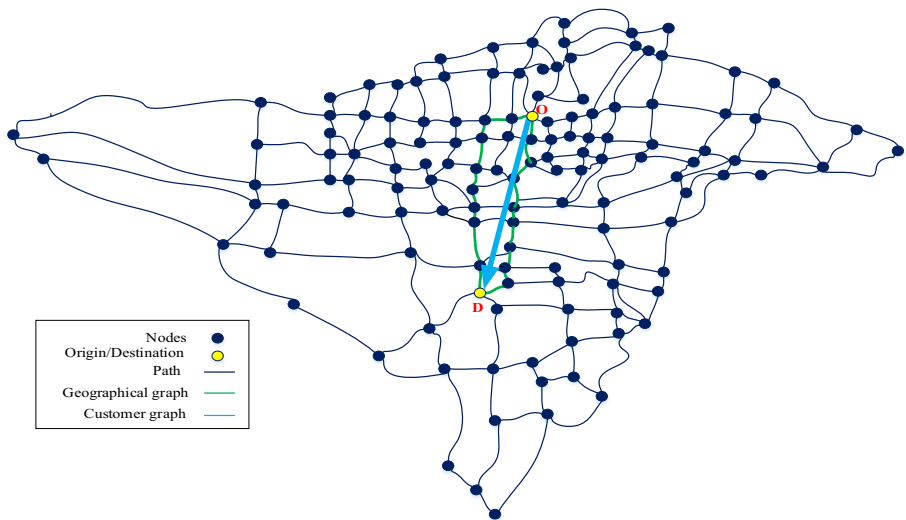 O
D
Nodes
Origin/Destination
Path
Geographical graph
Customer graph